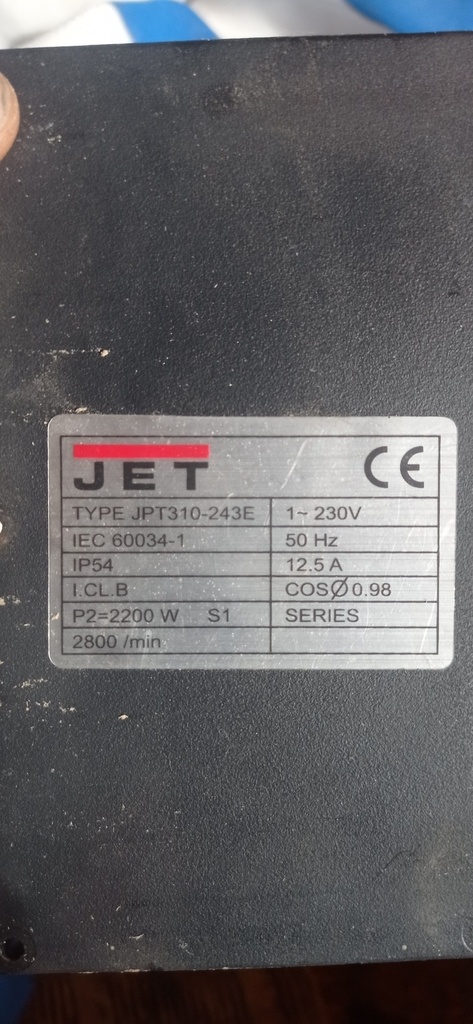 JET CE
TYPE JPT310-243E 1~ 230V
IEC 60034-1 50 Hz
IP54 12.5 A
I.CL.B COSØ 0.98
P2=2200 W S1 SERIES
2800 /min